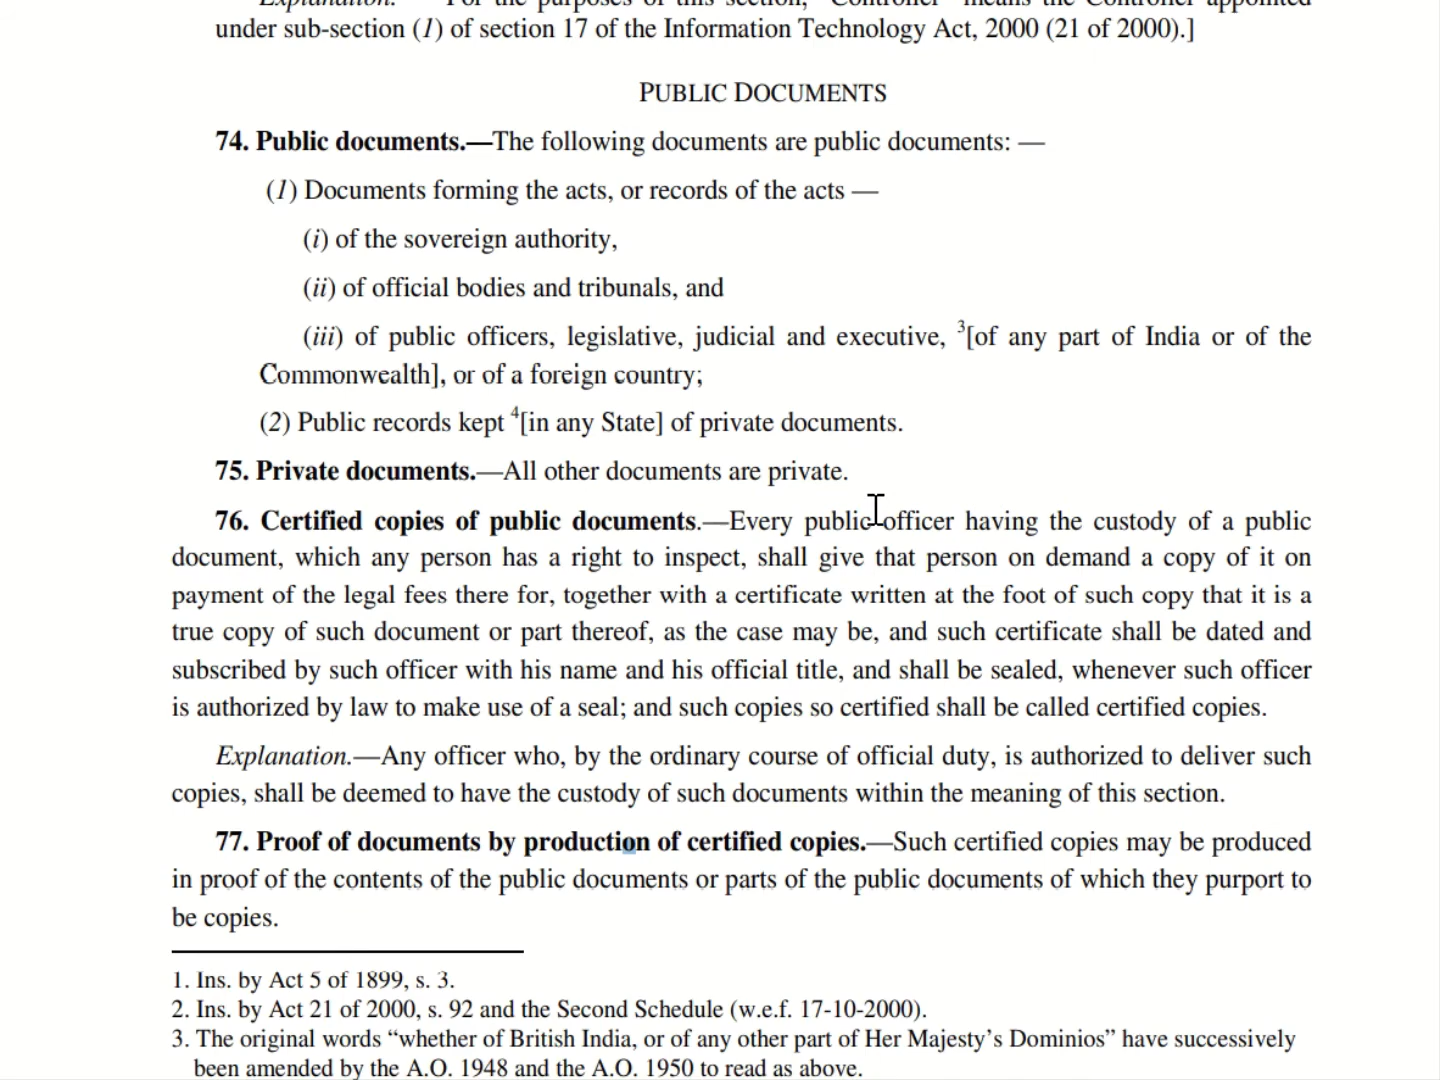 Explanation.— For the purposes of this section, "Controller" means the Controller appointed
under sub-section (1) of section 17 of the Information Technology Act, 2000 (21 of 2000).]
PUBLIC DOCUMENTS
74. Public documents.—The following documents are public documents: —
(1) Documents forming the acts, or records of the acts —
(i) of the sovereign authority,
(ii) of official bodies and tribunals, and
(iii) of public officers, legislative, judicial and executive, 3[of any part of India or of the
Commonwealth], or of a foreign country;
(2) Public records kept 4[in any State] of private documents.
75. Private documents.—All other documents are private.
76. Certified copies of public documents.—Every public officer having the custody of a public
document, which any person has a right to inspect, shall give that person on demand a copy of it on
payment of the legal fees there for, together with a certificate written at the foot of such copy that it is a
true copy of such document or part thereof, as the case may be, and such certificate shall be dated and
subscribed by such officer with his name and his official title, and shall be sealed, whenever such officer
is authorized by law to make use of a seal; and such copies so certified shall be called certified copies.
Explanation.—Any officer who, by the ordinary course of official duty, is authorized to deliver such
copies, shall be deemed to have the custody of such documents within the meaning of this section.
77. Proof of documents by production of certified copies.—Such certified copies may be produced
in proof of the contents of the public documents or parts of the public documents of which they purport to
be copies.
1. Ins. by Act 5 of 1899, s. 3.
2. Ins. by Act 21 of 2000, s. 92 and the Second Schedule (w.e.f. 17-10-2000).
3. The original words “whether of British India, or of any other part of Her Majesty’s Dominios” have successively
been amended by the A.O. 1948 and the A.O. 1950 to read as above.